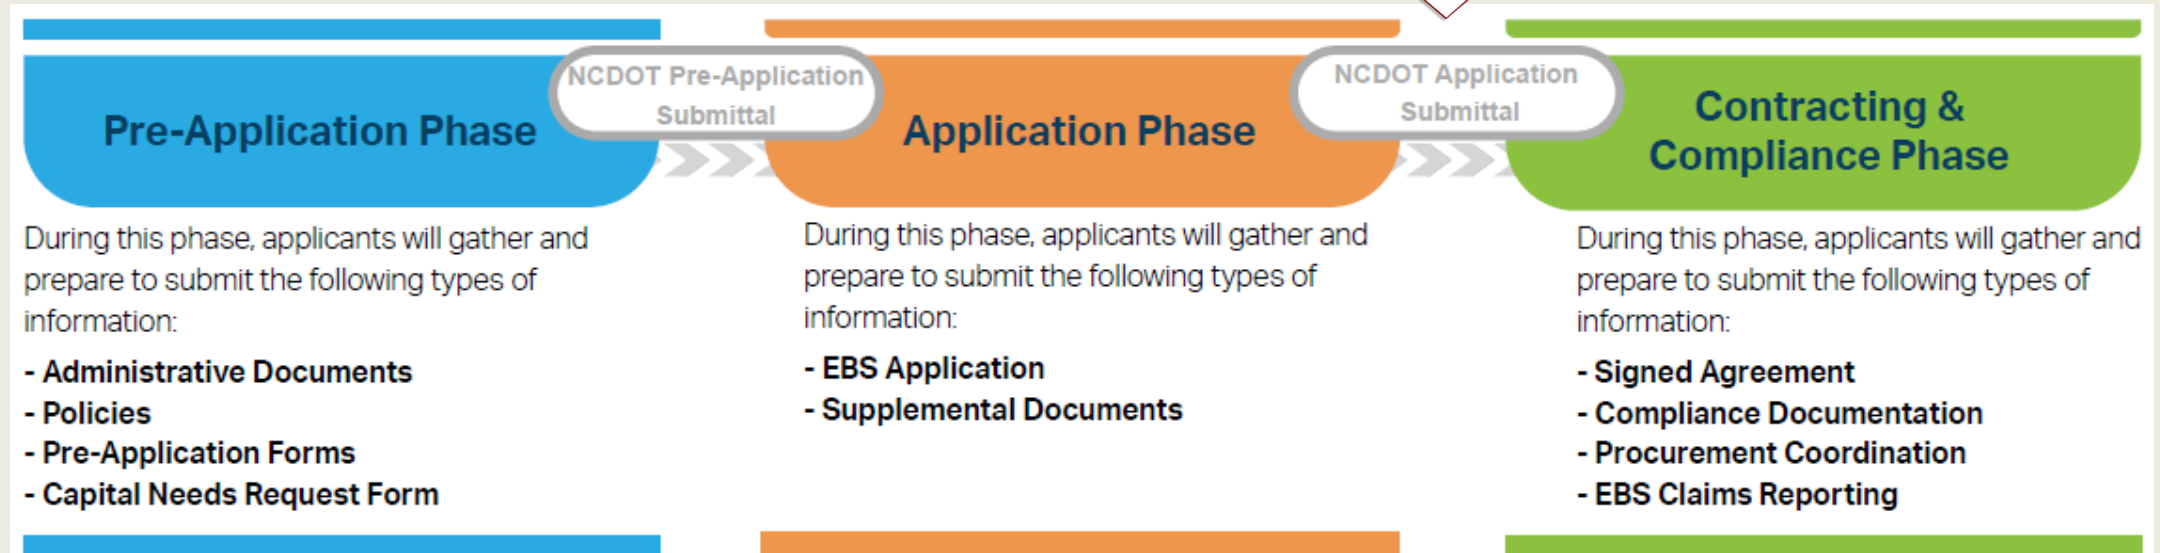 Pre-Application Phase
NCDOT Pre-Application
Submittal
Application Phase
NCDOT Application
Submittal
Contracting &
Compliance Phase
During this phase, applicants will gather and
prepare to submit the following types of
information:
- Administrative Documents
- Policies
- Pre-Application Forms
- Capital Needs Request Form
During this phase, applicants will gather and
prepare to submit the following types of
information:
- EBS Application
- Supplemental Documents
During this phase, applicants will gather and
prepare to submit the following types of
information:
- Signed Agreement
- Compliance Documentation
- Procurement Coordination
- EBS Claims Reporting